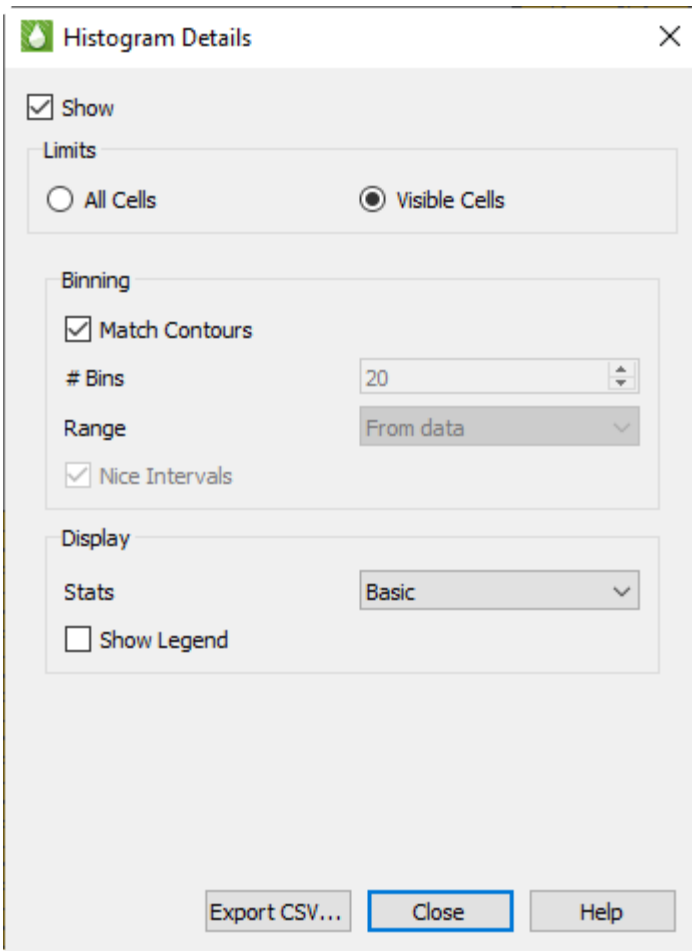 Histogram Details
Show
Limits
All Cells Visible Cells
Binning
Match Contours
# Bins 20
Range From data
Nice Intervals
Display
Stats Basic
Show Legend
Export CSV... Close Help